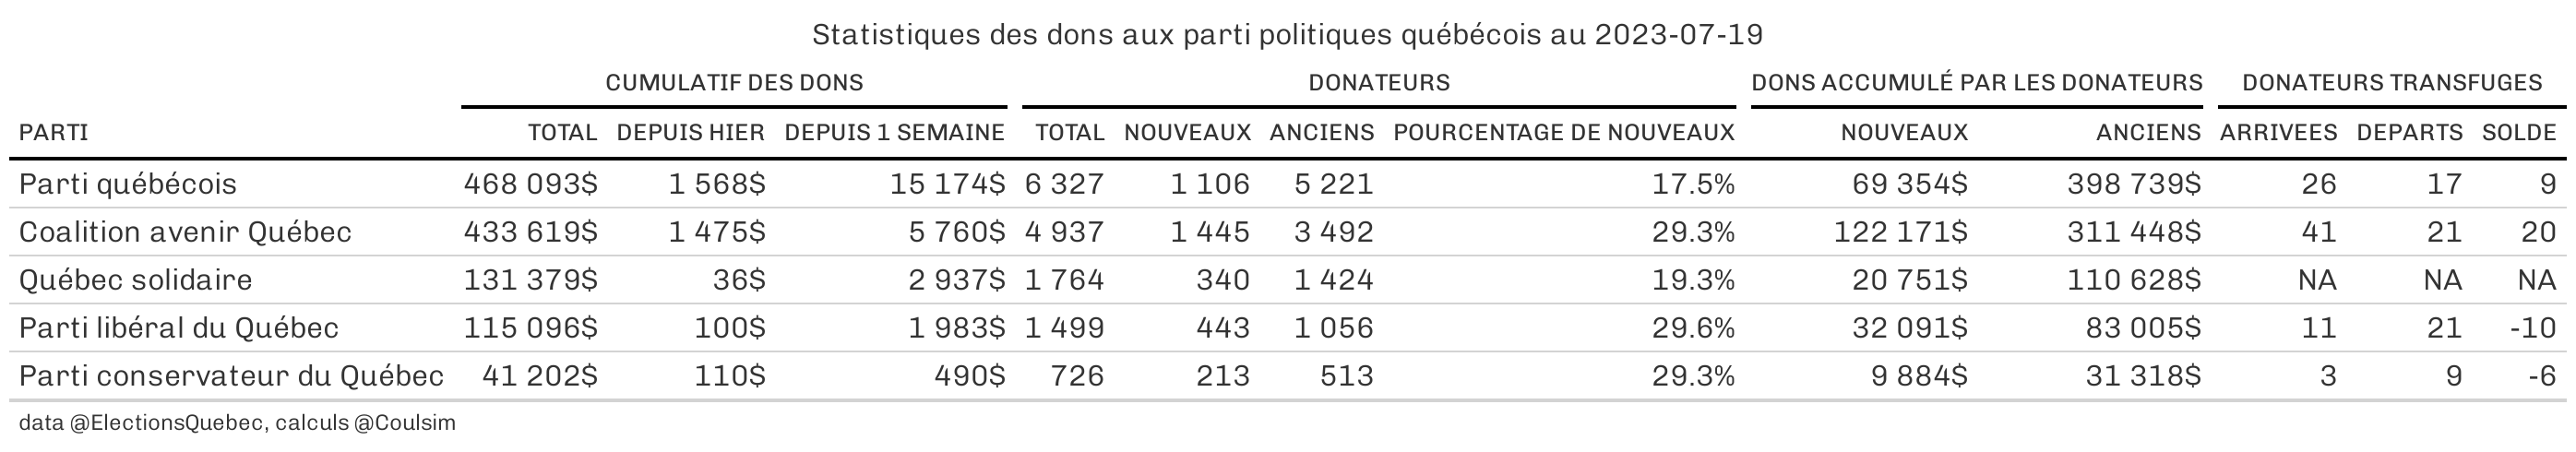 Statistiques des dons aux parti politiques québécois au 2023-07-19
CUMULATIF DES DONS DONATEURS DONS ACCUMULÉ PAR LES DONATEURS DONATEURS TRANSFUGES
PARTI TOTAL DEPUIS HIER DEPUIS 1 SEMAINE TOTAL NOUVEAUX ANCIENS POURCENTAGE DE NOUVEAUX NOUVEAUX ANCIENS ARRIVEES DEPARTS SOLDE
Parti québécois 468 093$ 1 568$ 15 174$ 6 327 1 106 5 221 17.5% 69 354$ 398 739$ 26 17 9
Coalition avenir Québec 433 619$ 1 475$ 5 760$ 4 937 1 445 3 492 29.3% 122 171$ 311 448$ 41 21 20
Québec solidaire 131 379$ 36$ 2 937$ 1 764 340 1 424 19.3% 20 751$ 110 628$ NA NA NA
Parti libéral du Québec 115 096$ 100$ 1 983$ 1 499 443 1 056 29.6% 32 091$ 83 005$ 11 21 -10
Parti conservateur du Québec 41 202$ 110$ 490$ 726 213 513 29.3% 9 884$ 31 318$ 3 9 -6
data @ElectionsQuebec, calculs @Coulsim